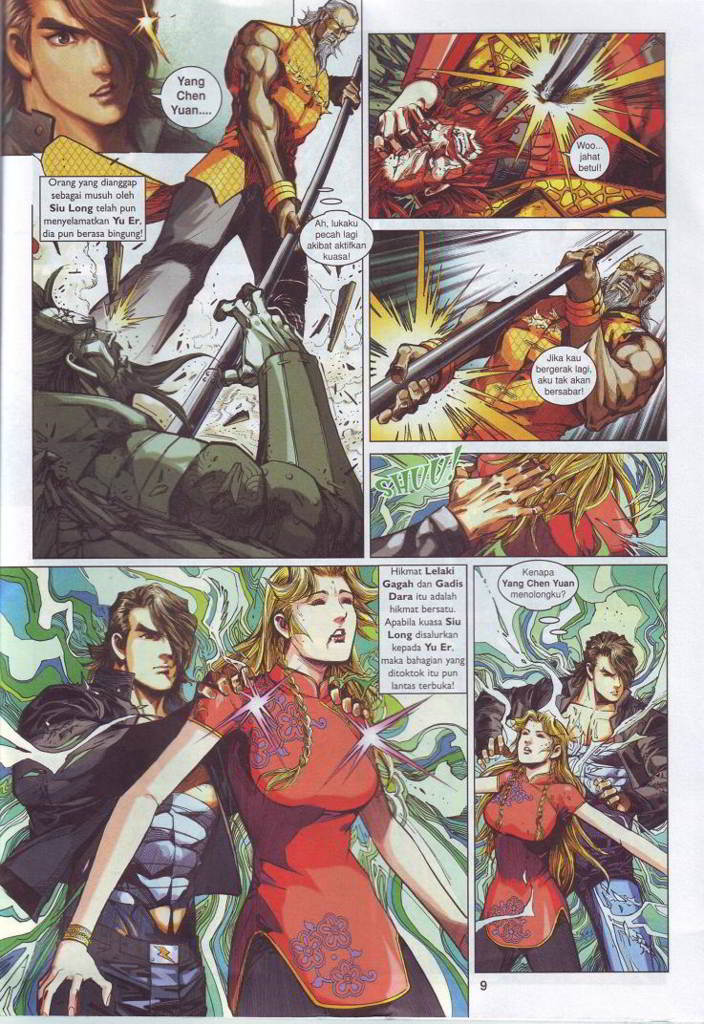 Yang
Chen
Yuan....
Orang yang dianggap
sebagai musuh oleh
Siu Long telah pun
menyelamatkan Yu Er,
dia pun berasa bingung!
Ah, lukaku
pecah lagi
akibat aktifkan
kuasa!
Woo...
jahat
betul!
Jika kau
bergerak lagi,
aku tak akan
bersabar!
SHUU!
Hikmat Lelaki
Gagah dan Gadis
Dara itu adalah
hikmat bersatu.
Apabila kuasa Siu
Long disalurkan
kepada Yu Er,
maka bahagian yang
ditoktok itu pun
lantas terbuka!
Kenapa
Yang Chen Yuan
menolongku?
9